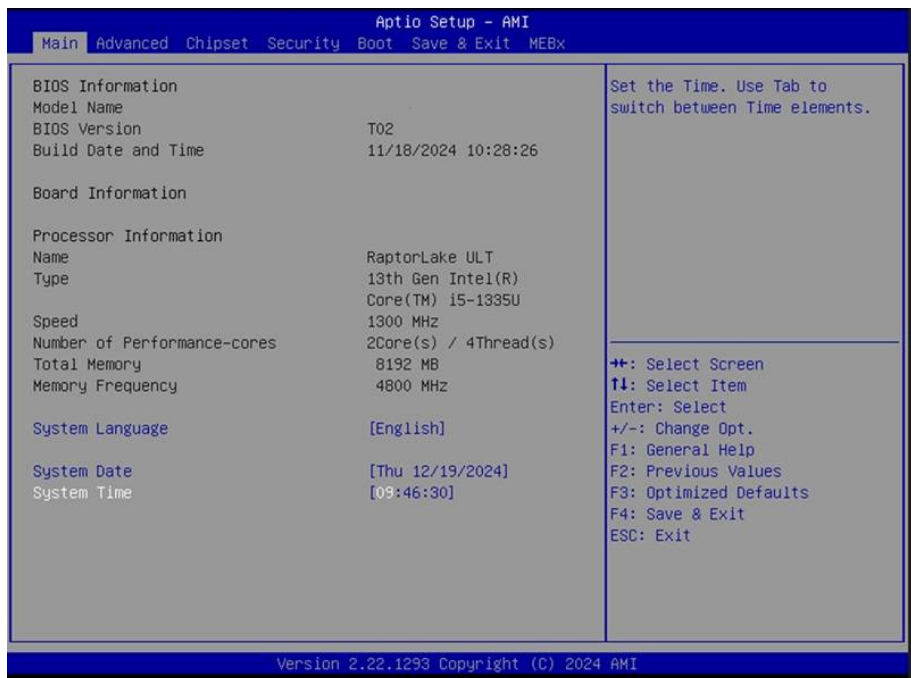 Aptio Setup - AMI
Main Advanced Chipset Security Boot Save & Exit MEBx
BIOS Information
Model Name
BIOS Version T02
Build Date and Time 11/18/2024 10:28:26
Board Information
Processor Information
Name RaptorLake ULT
Type 13th Gen Intel(R)
Core(TM) i5-1335U
Speed 1300 MHz
Number of Performance-cores 2Core(s) / 4Thread(s)
Total Memory 8192 MB
Memory Frequency 4800 MHz
System Language [English]
System Date [Thu 12/19/2024]
System Time [09:46:30]
Set the Time. Use Tab to
switch between Time elements.
→←: Select Screen
↑↓: Select Item
Enter: Select
+/-: Change Opt.
F1: General Help
F2: Previous Values
F3: Optimized Defaults
F4: Save & Exit
ESC: Exit
Version 2.22.1293 Copyright (C) 2024 AMI